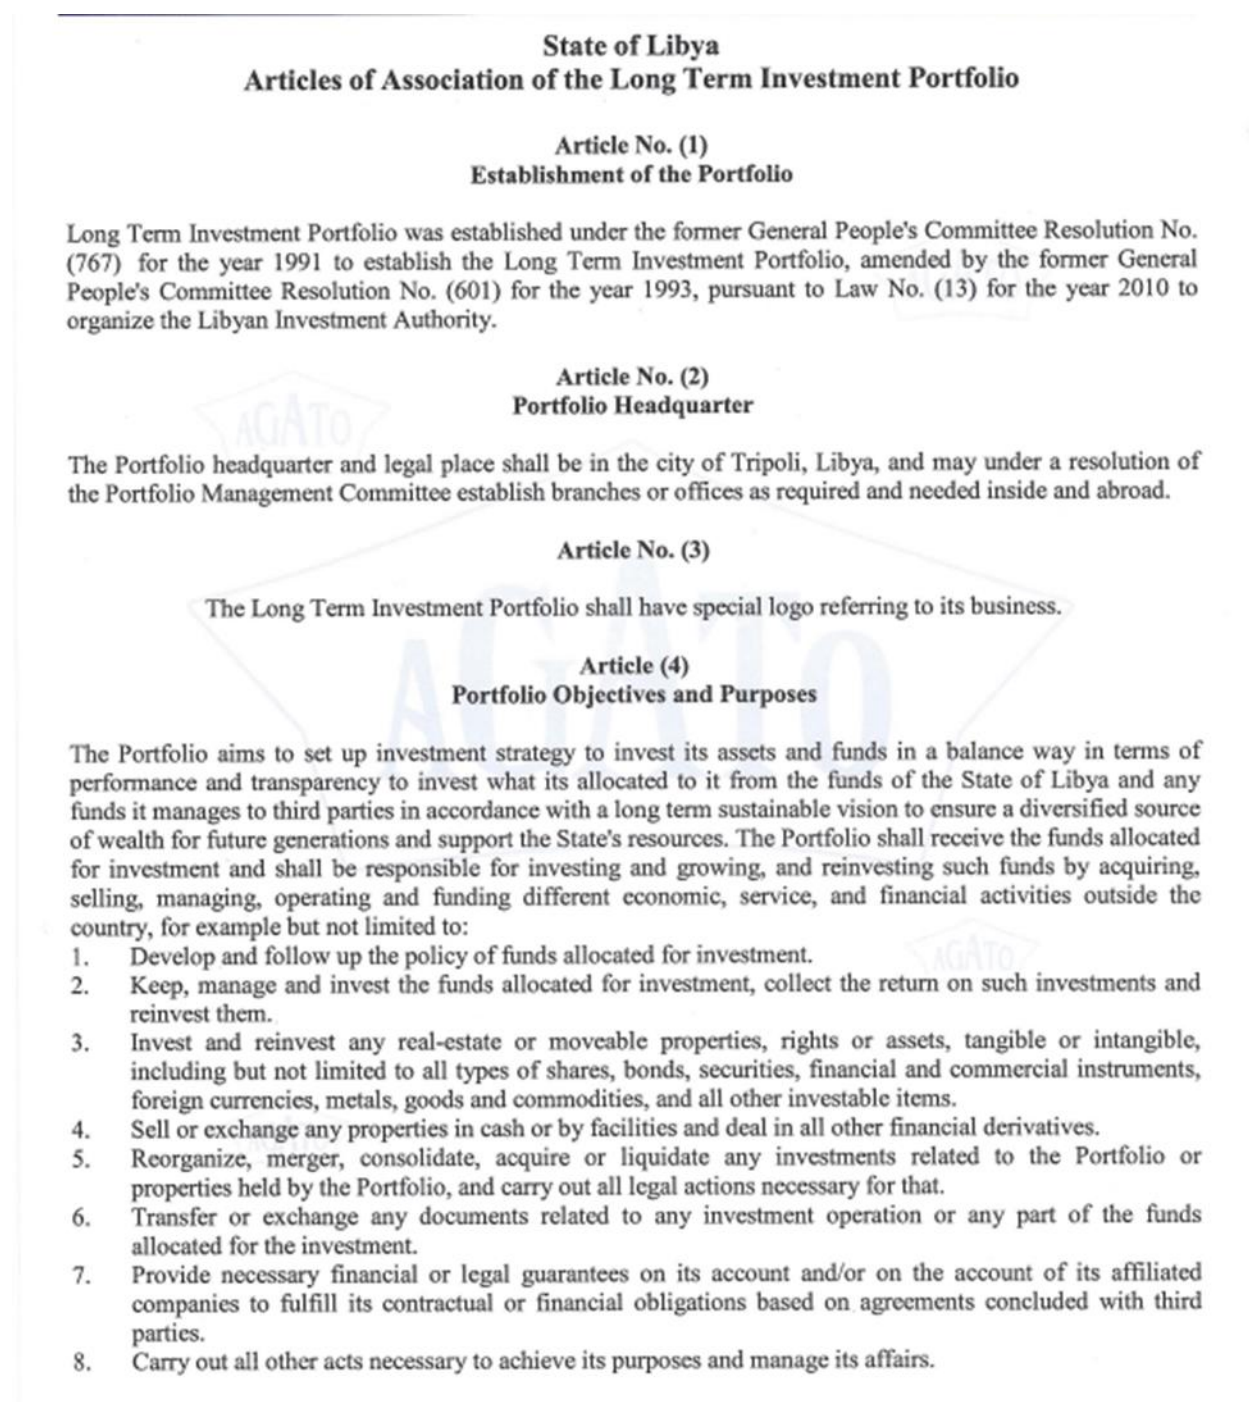 State of Libya
Articles of Association of the Long Term Investment Portfolio
Article No. (1)
Establishment of the Portfolio
Long Term Investment Portfolio was established under the former General People's Committee Resolution No.
(767) for the year 1991 to establish the Long Term Investment Portfolio, amended by the former General
People's Committee Resolution No. (601) for the year 1993, pursuant to Law No. (13) for the year 2010 to
organize the Libyan Investment Authority.
Article No. (2)
Portfolio Headquarter
AGATO
The Portfolio headquarter and legal place shall be in the city of Tripoli, Libya, and may under a resolution of
the Portfolio Management Committee establish branches or offices as required and needed inside and abroad.
Article No. (3)
The Long Term Investment Portfolio shall have special logo referring to its business.
AGATO
Article (4)
Portfolio Objectives and Purposes
The Portfolio aims to set up investment strategy to invest its assets and funds in a balance way in terms of
performance and transparency to invest what its allocated to it from the funds of the State of Libya and any
funds it manages to third parties in accordance with a long term sustainable vision to ensure a diversified source
of wealth for future generations and support the State's resources. The Portfolio shall receive the funds allocated
for investment and shall be responsible for investing and growing, and reinvesting such funds by acquiring,
selling, managing, operating and funding different economic, service, and financial activities outside the
country, for example but not limited to:
AGATO
1. Develop and follow up the policy of funds allocated for investment.
2. Keep, manage and invest the funds allocated for investment, collect the return on such investments and
reinvest them.
3. Invest and reinvest any real-estate or moveable properties, rights or assets, tangible or intangible,
including but not limited to all types of shares, bonds, securities, financial and commercial instruments,
foreign currencies, metals, goods and commodities, and all other investable items.
4. Sell or exchange any properties in cash or by facilities and deal in all other financial derivatives.
5. Reorganize, merger, consolidate, acquire or liquidate any investments related to the Portfolio or
properties held by the Portfolio, and carry out all legal actions necessary for that.
6. Transfer or exchange any documents related to any investment operation or any part of the funds
allocated for the investment.
7. Provide necessary financial or legal guarantees on its account and/or on the account of its affiliated
companies to fulfill its contractual or financial obligations based on agreements concluded with third
parties.
8. Carry out all other acts necessary to achieve its purposes and manage its affairs.